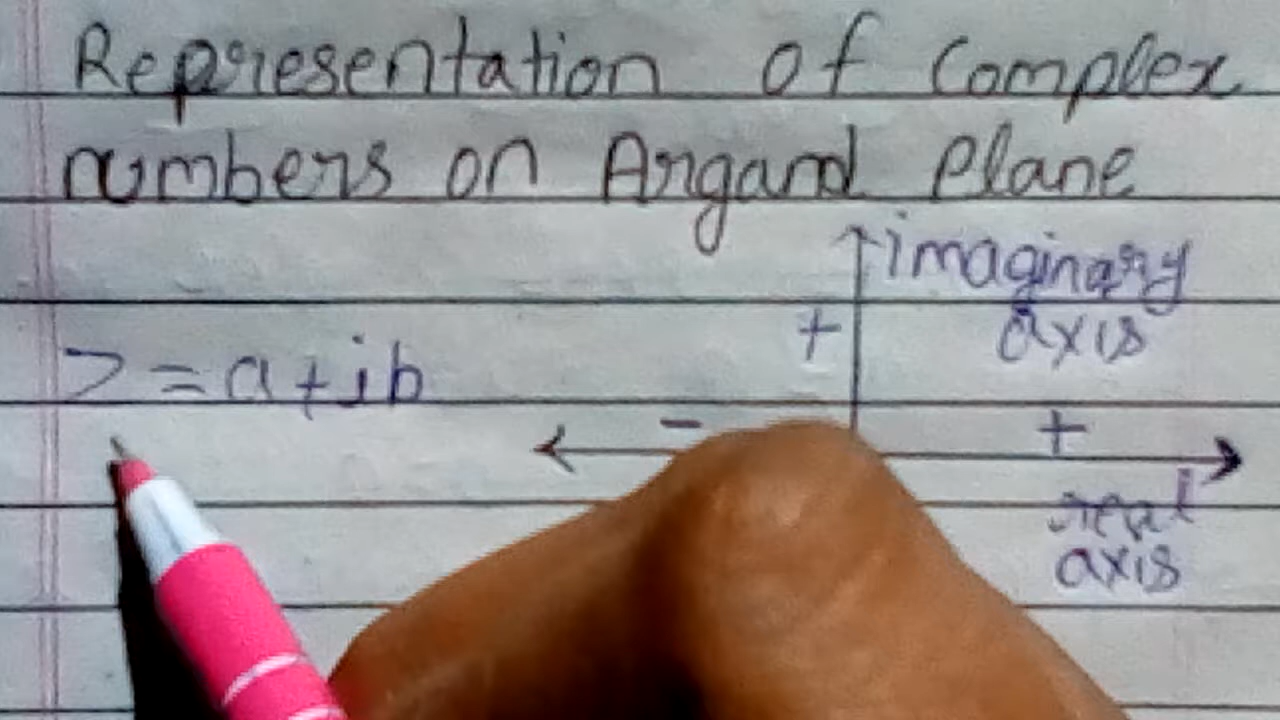 Representation of Complex
numbers on Argand Plane
imaginary
axis
+
z = a + ib
- +
real
axis